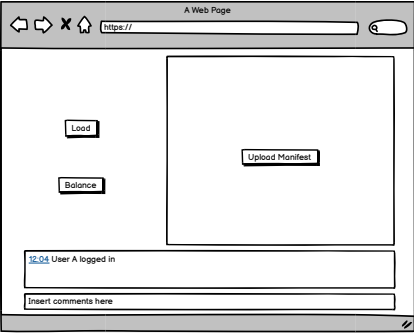 A Web Page
https://
Load
Upload Manifest
Balance
12:04 User A logged in
Insert comments here